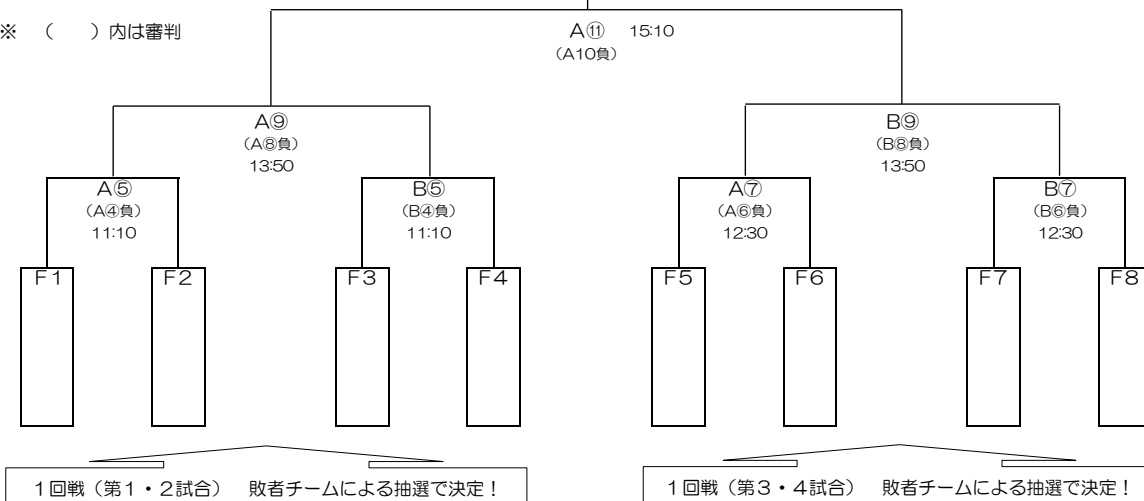 ※ （　　）内は審判
A⑪　15:10
（A10負）
A⑨
（A⑧負）
13:50
B⑨
（B⑧負）
13:50
A⑤
（A④負）
11:10
B⑤
（B④負）
11:10
A⑦
（A⑥負）
12:30
B⑦
（B⑥負）
12:30
F1　F2　F3　F4　F5　F6　F7　F8
１回戦（第１・２試合）　敗者チームによる抽選で決定！
１回戦（第３・４試合）　敗者チームによる抽選で決定！